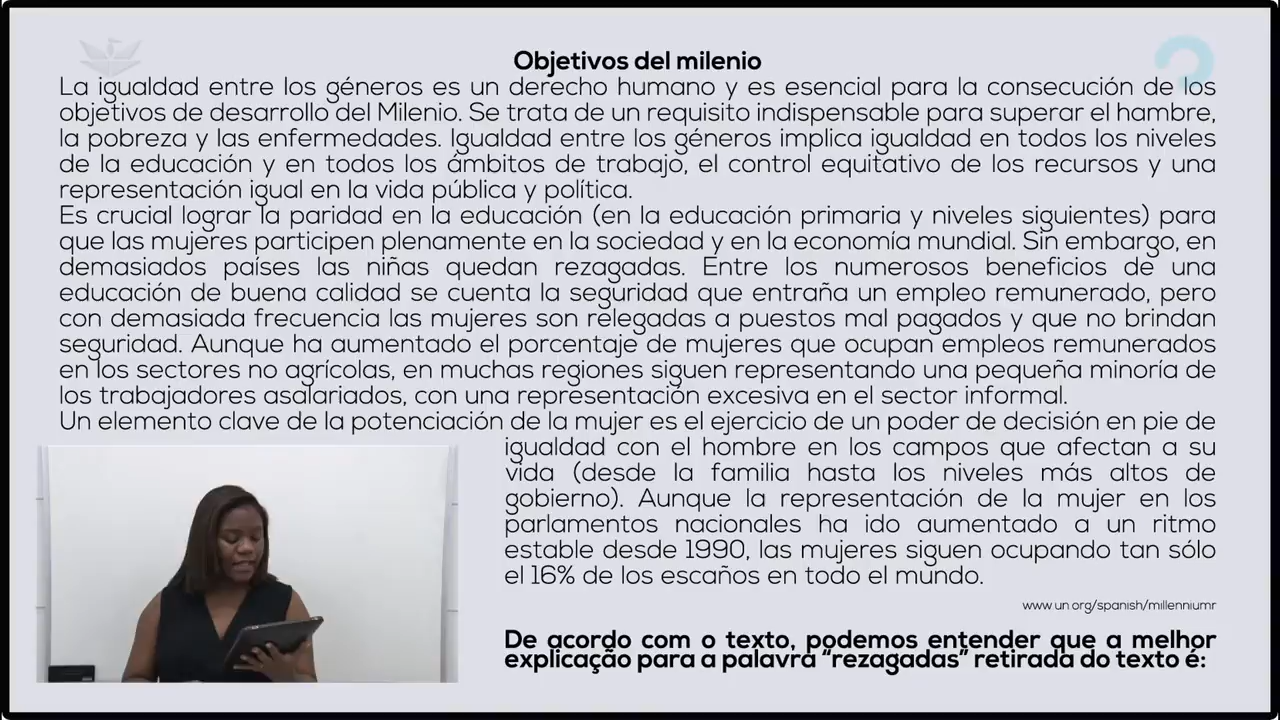 Objetivos del milenio
La igualdad entre los géneros es un derecho humano y es esencial para la consecución de los
objetivos de desarrollo del Milenio. Se trata de un requisito indispensable para superar el hambre,
la pobreza y las enfermedades. Igualdad entre los géneros implica igualdad en todos los niveles
de la educación y en todos los ámbitos de trabajo, el control equitativo de los recursos y una
representación igual en la vida pública y política.
Es crucial lograr la paridad en la educación (en la educación primaria y niveles siguientes) para
que las mujeres participen plenamente en la sociedad y en la economía mundial. Sin embargo, en
demasiados países las niñas quedan rezagadas. Entre los numerosos beneficios de una
educación de buena calidad se cuenta la seguridad que entraña un empleo remunerado, pero
con demasiada frecuencia las mujeres son relegadas a puestos mal pagados y que no brindan
seguridad. Aunque ha aumentado el porcentaje de mujeres que ocupan empleos remunerados
en los sectores no agrícolas, en muchas regiones siguen representando una pequeña minoría de
los trabajadores asalariados, con una representación excesiva en el sector informal.
Un elemento clave de la potenciación de la mujer es el ejercicio de un poder de decisión en pie de
igualdad con el hombre en los campos que afectan a su
vida (desde la familia hasta los niveles más altos de
gobierno). Aunque la representación de la mujer en los
parlamentos nacionales ha ido aumentado a un ritmo
estable desde 1990, las mujeres siguen ocupando tan sólo
el 16% de los escaños en todo el mundo.
www.un.org/spanish/millenniumr
De acordo com o texto, podemos entender que a melhor
explicação para a palavra "rezagadas" retirada do texto é: